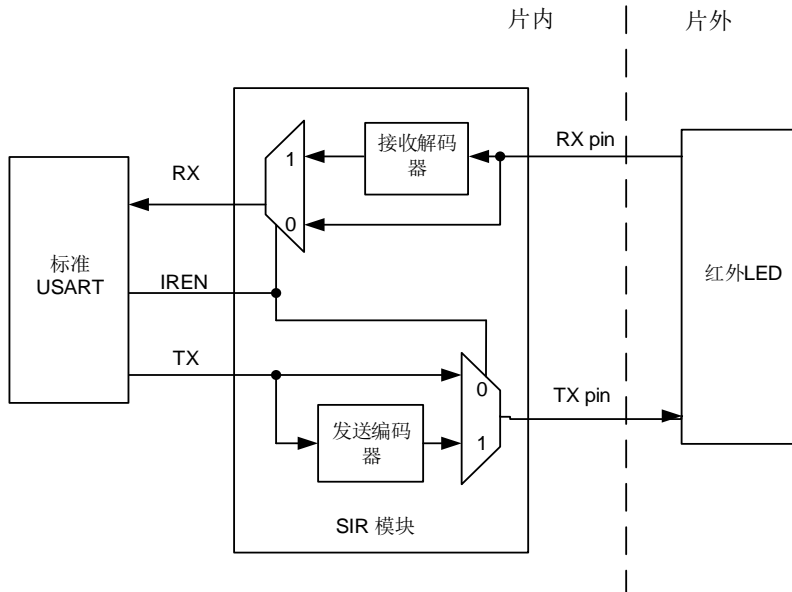 片内
片外
接收解码
器
RX pin
1
RX
0
标准
USART
IREN
红外LED
TX
0
TX pin
发送编码
器
1
SIR 模块